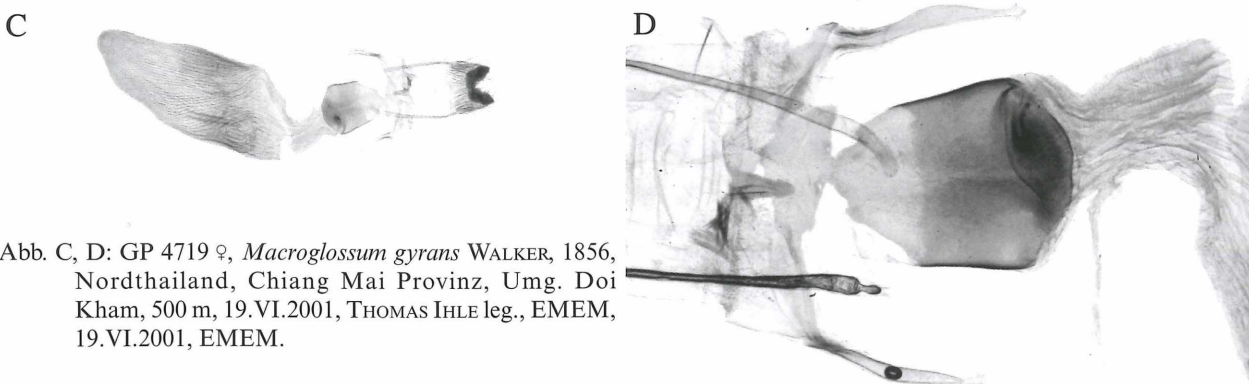 C
D
Abb. C, D: GP 4719 ♀, Macroglossum gyrans WALKER, 1856,
Nordthailand, Chiang Mai Provinz, Umg. Doi
Kham, 500 m, 19.VI.2001, THOMAS IHLE leg., EMEM,
19.VI.2001, EMEM.